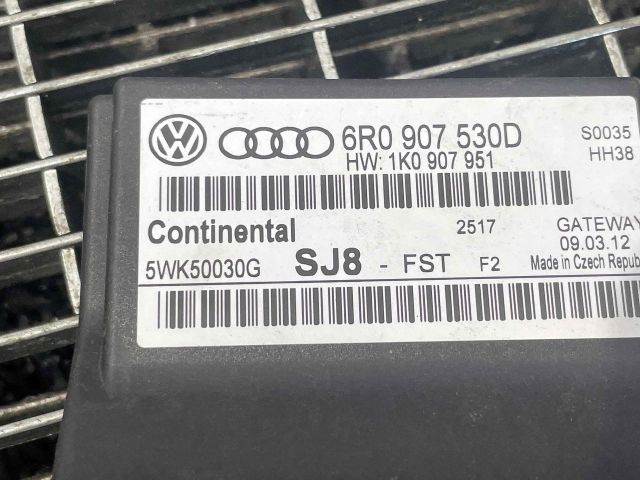 6R0 907 530D
HW: 1K0 907 951
S0035
HH38
Continental
2517
GATEWAY
09.03.12
5WK50030G SJ8 - FST F2
Made in Czech